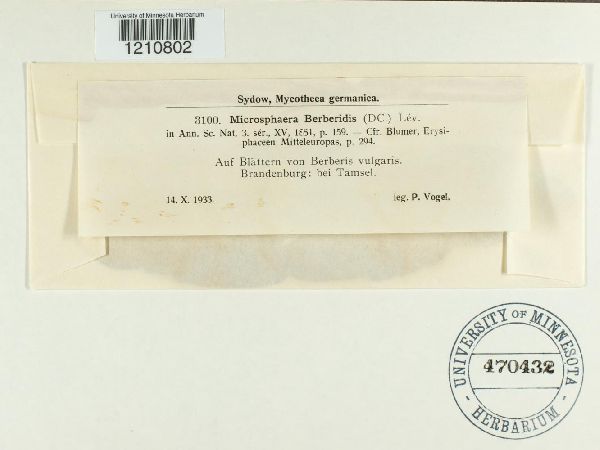 University of Minnesota Herbarium
1210802
Sydow, Mycotheca germanica.
3100. Microsphaera Berberidis (DC.) Lév.
in Ann. Sc. Nat. 3. sér., XV, 1851, p. 159. — Cfr. Blumer, Erysi-
phaceen Mitteleuropas, p. 294.
Auf Blättern von Berberis vulgaris.
Brandenburg: bei Tamsel.
14. X. 1933. leg. P. Vogel.
UNIVERSITY OF MINNESOTA
470432
- HERBARIUM -